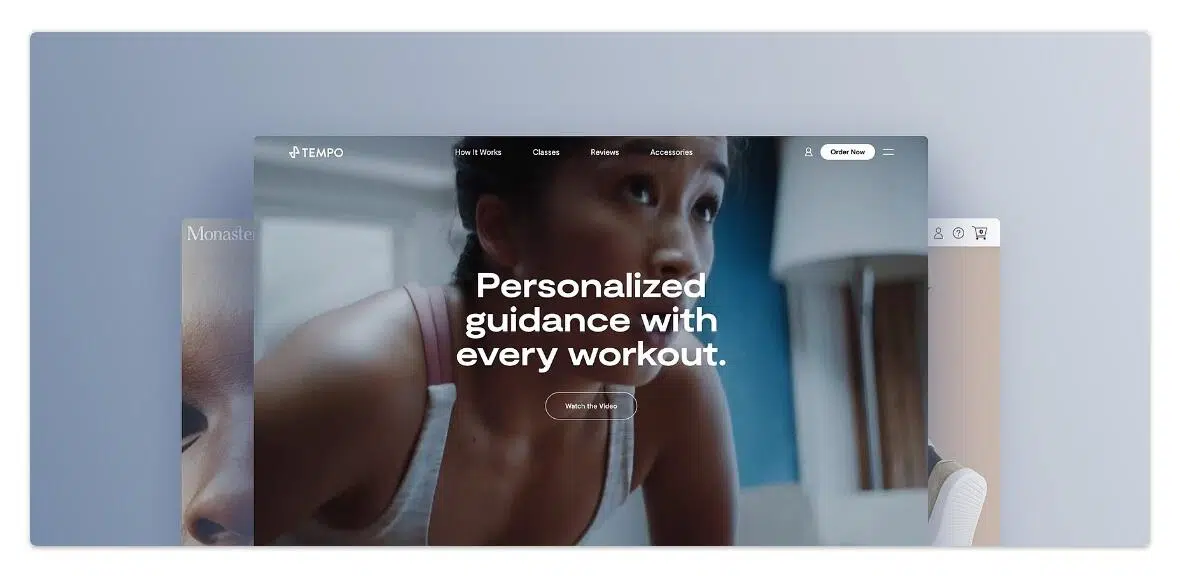 TEMPO
How It Works
Classes
Reviews
Accessories
Order Now
Monaste
0
Personalized
guidance with
every workout.
Watch the Video